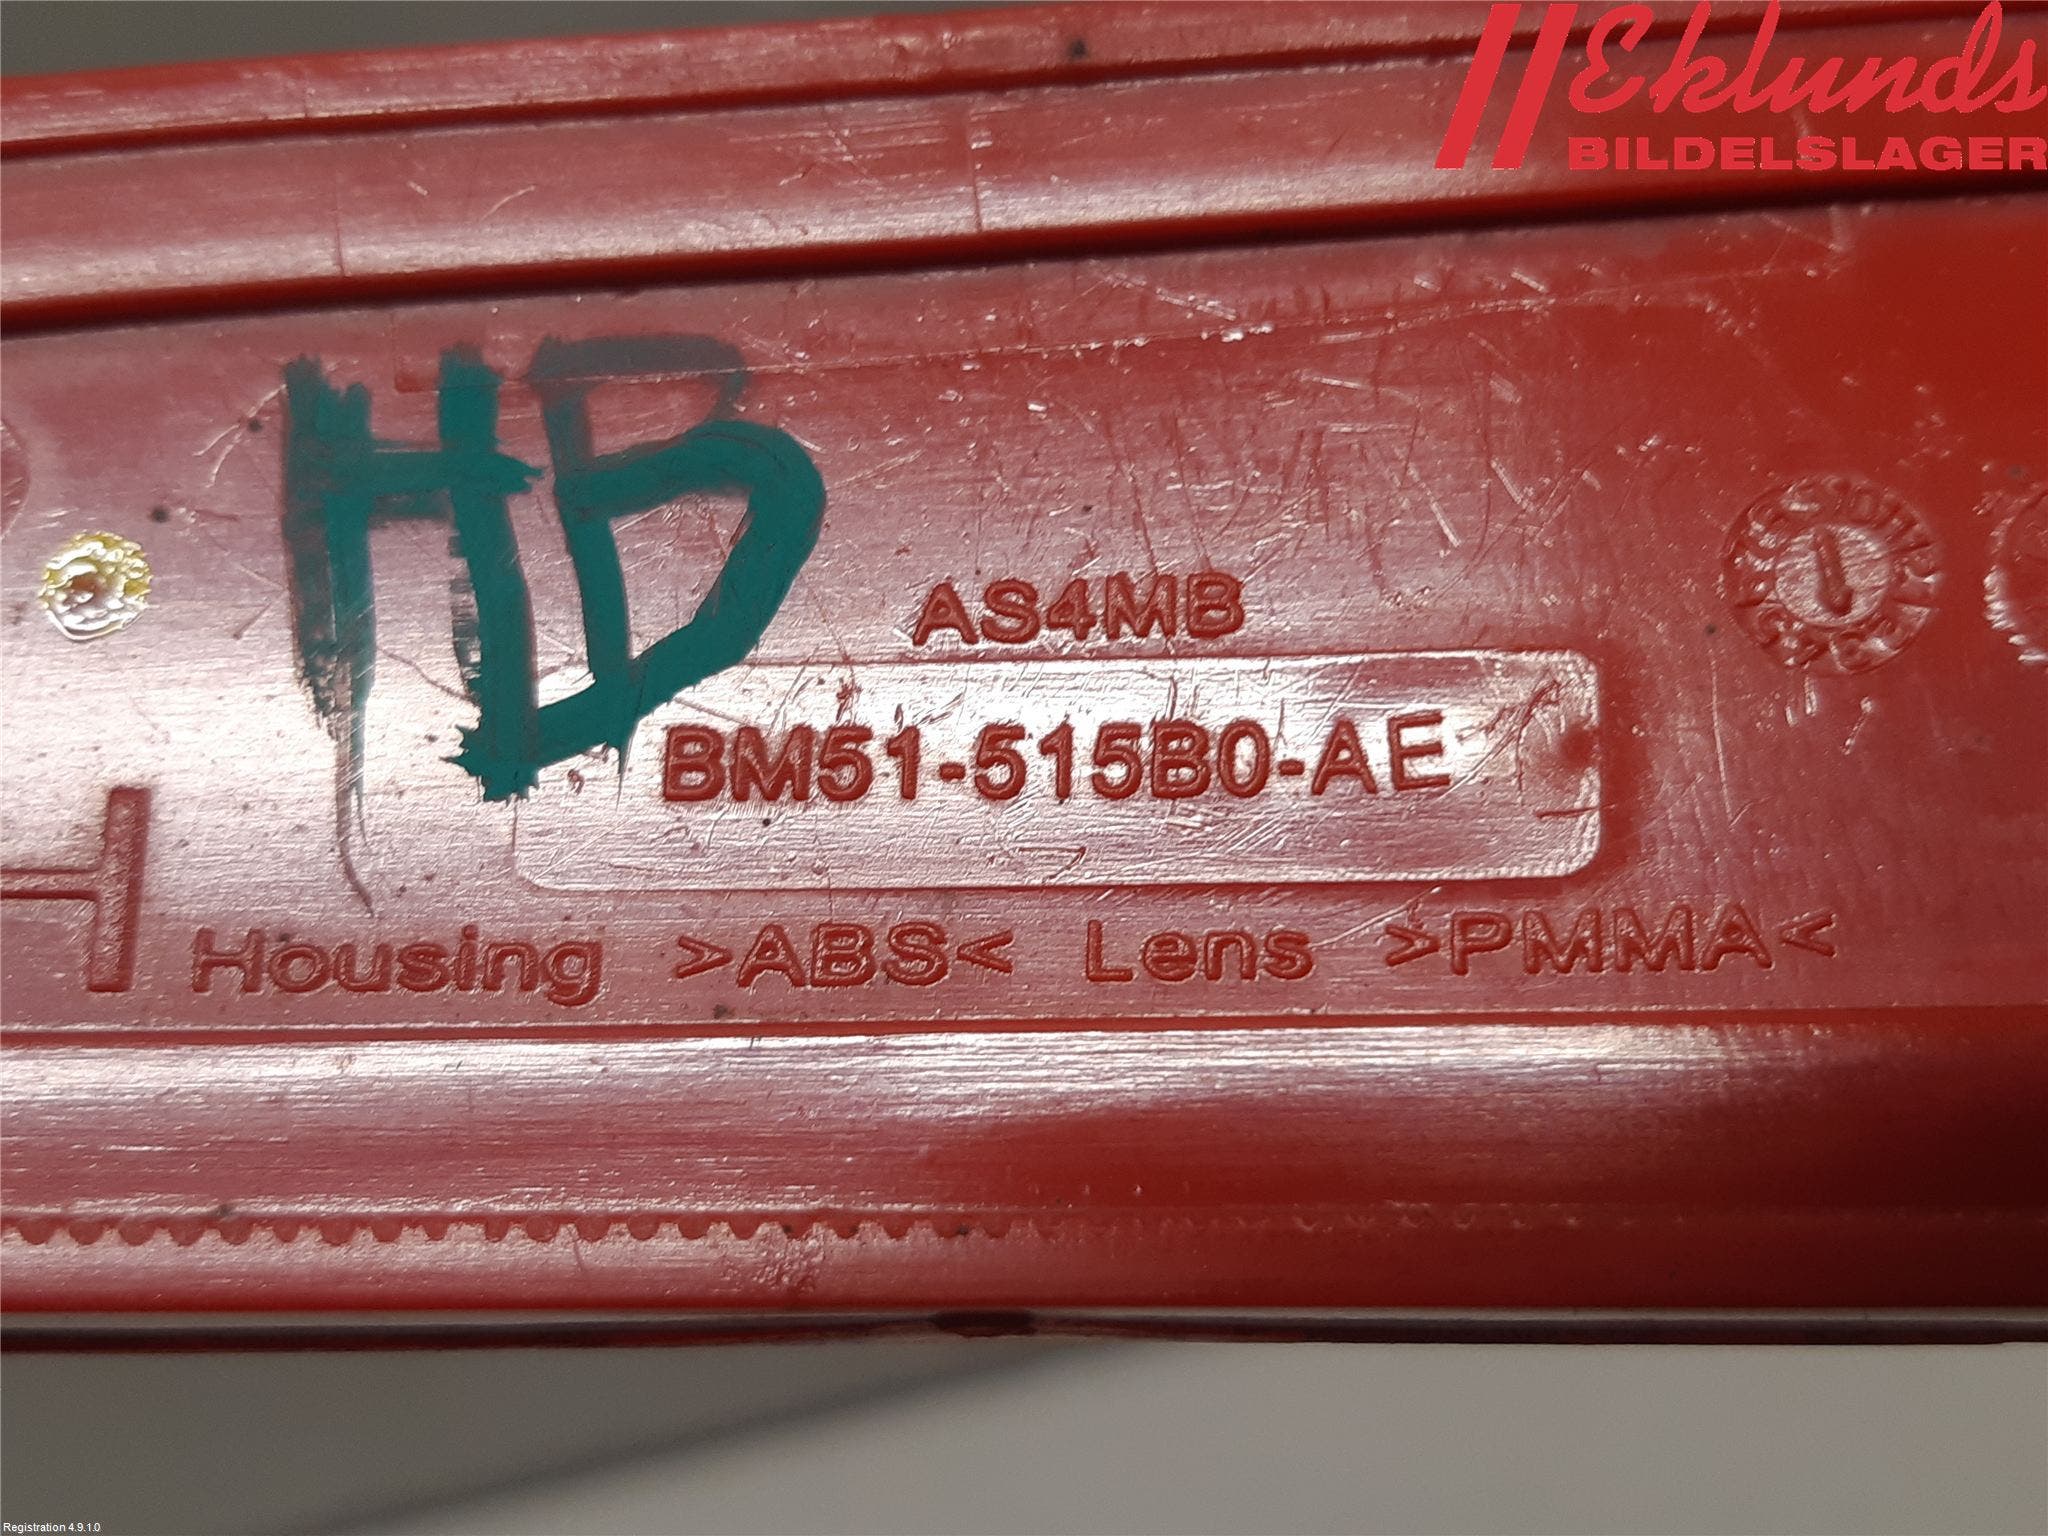 Eklunds
BILDELSLAGER
HB
AS4MB
BM51-515B0-AE
Housing >ABS< Lens >PMMA<
Registration 4.9.1.0